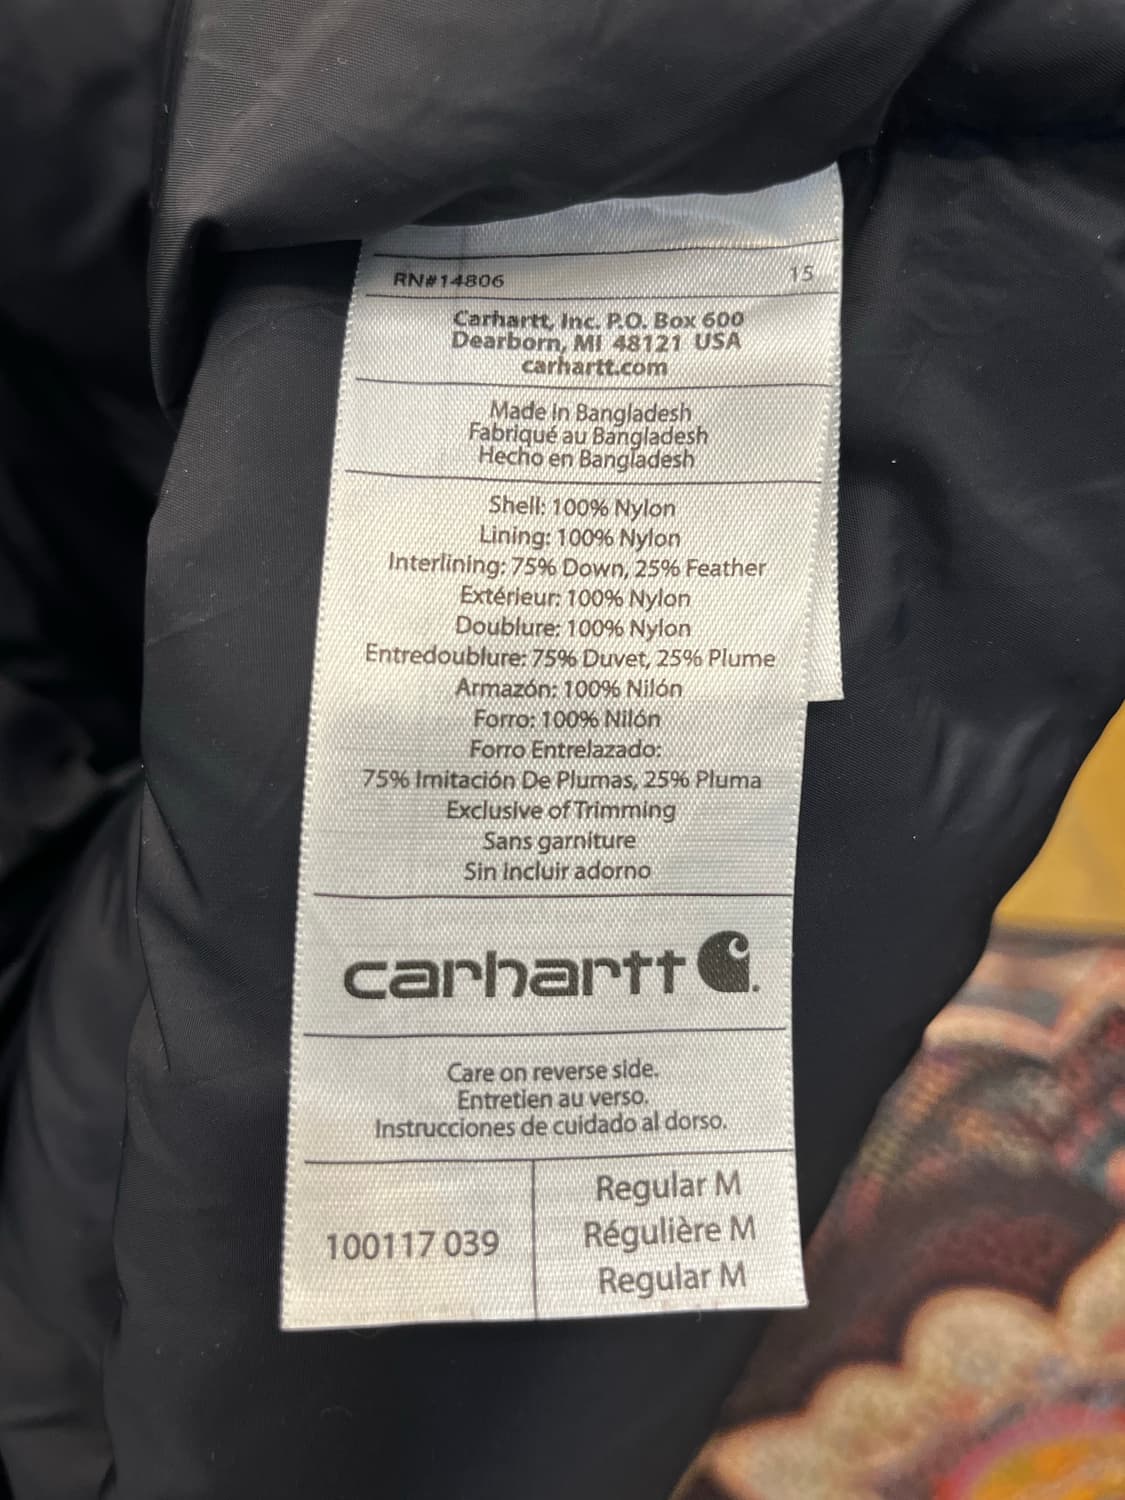 RN#14806 15
Carhartt, Inc. P.O. Box 600
Dearborn, MI 48121 USA
carhartt.com
Made in Bangladesh
Fabriqué au Bangladesh
Hecho en Bangladesh
Shell: 100% Nylon
Lining: 100% Nylon
Interlining: 75% Down, 25% Feather
Extérieur: 100% Nylon
Doublure: 100% Nylon
Entredoublure: 75% Duvet, 25% Plume
Armazón: 100% Nilón
Forro: 100% Nilón
Forro Entrelazado:
75% Imitación De Plumas, 25% Pluma
Exclusive of Trimming
Sans garniture
Sin Incluir adorno
carhartt
Care on reverse side.
Entretien au verso.
Instrucciones de cuidado al dorso.
100117 039
Regular M
Régulière M
Regular M